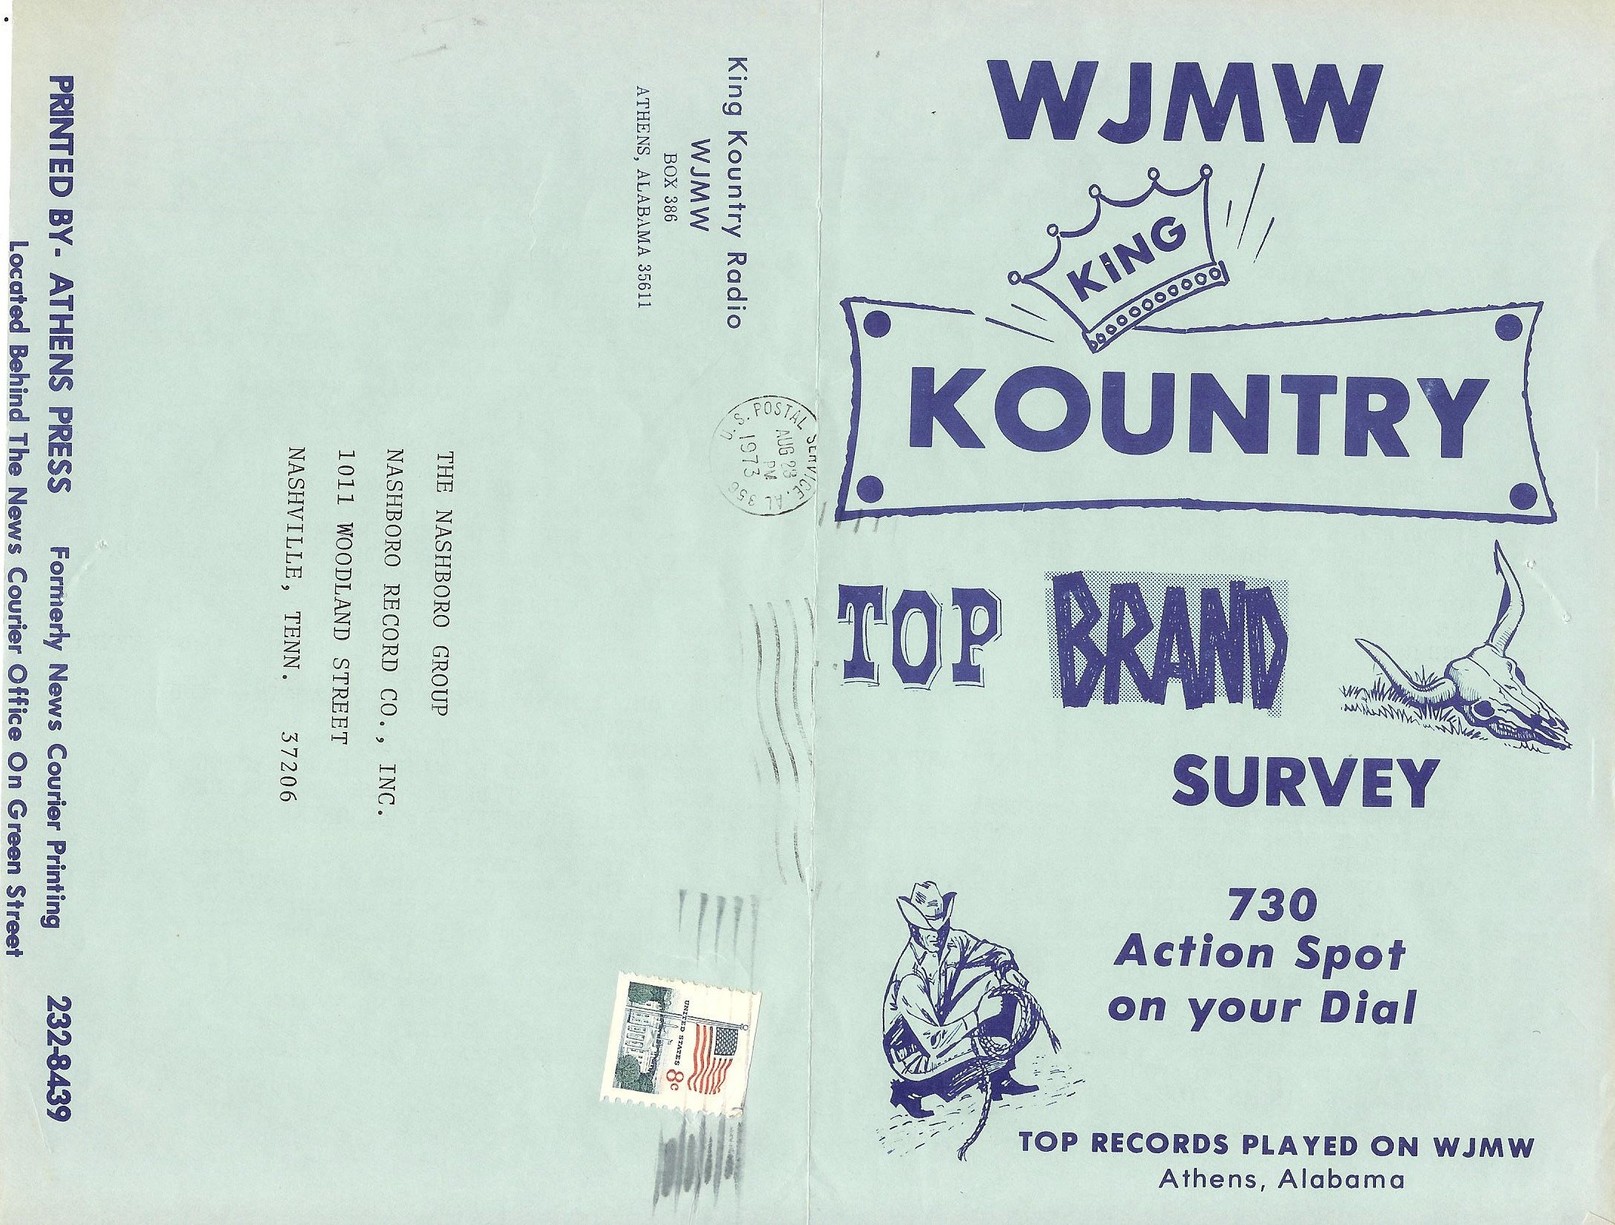 WJMW
KING
KOUNTRY
TOP BRAND
SURVEY
730
Action Spot
on your Dial
TOP RECORDS PLAYED ON WJMW
Athens, Alabama
King Kountry Radio
WJMW
BOX 386
ATHENS, ALABAMA 35611
U.S. POSTAL SERVICE, AL 356
AUG 28
PM
1973
THE NASHBORO GROUP
NASHBORO RECORD CO., INC.
1011 WOODLAND STREET
NASHVILLE, TENN. 37206
UNITED STATES 8c
PRINTED BY- ATHENS PRESS Formerly News Courier Printing 232-8439
Located Behind The News Courier Office On Green Street